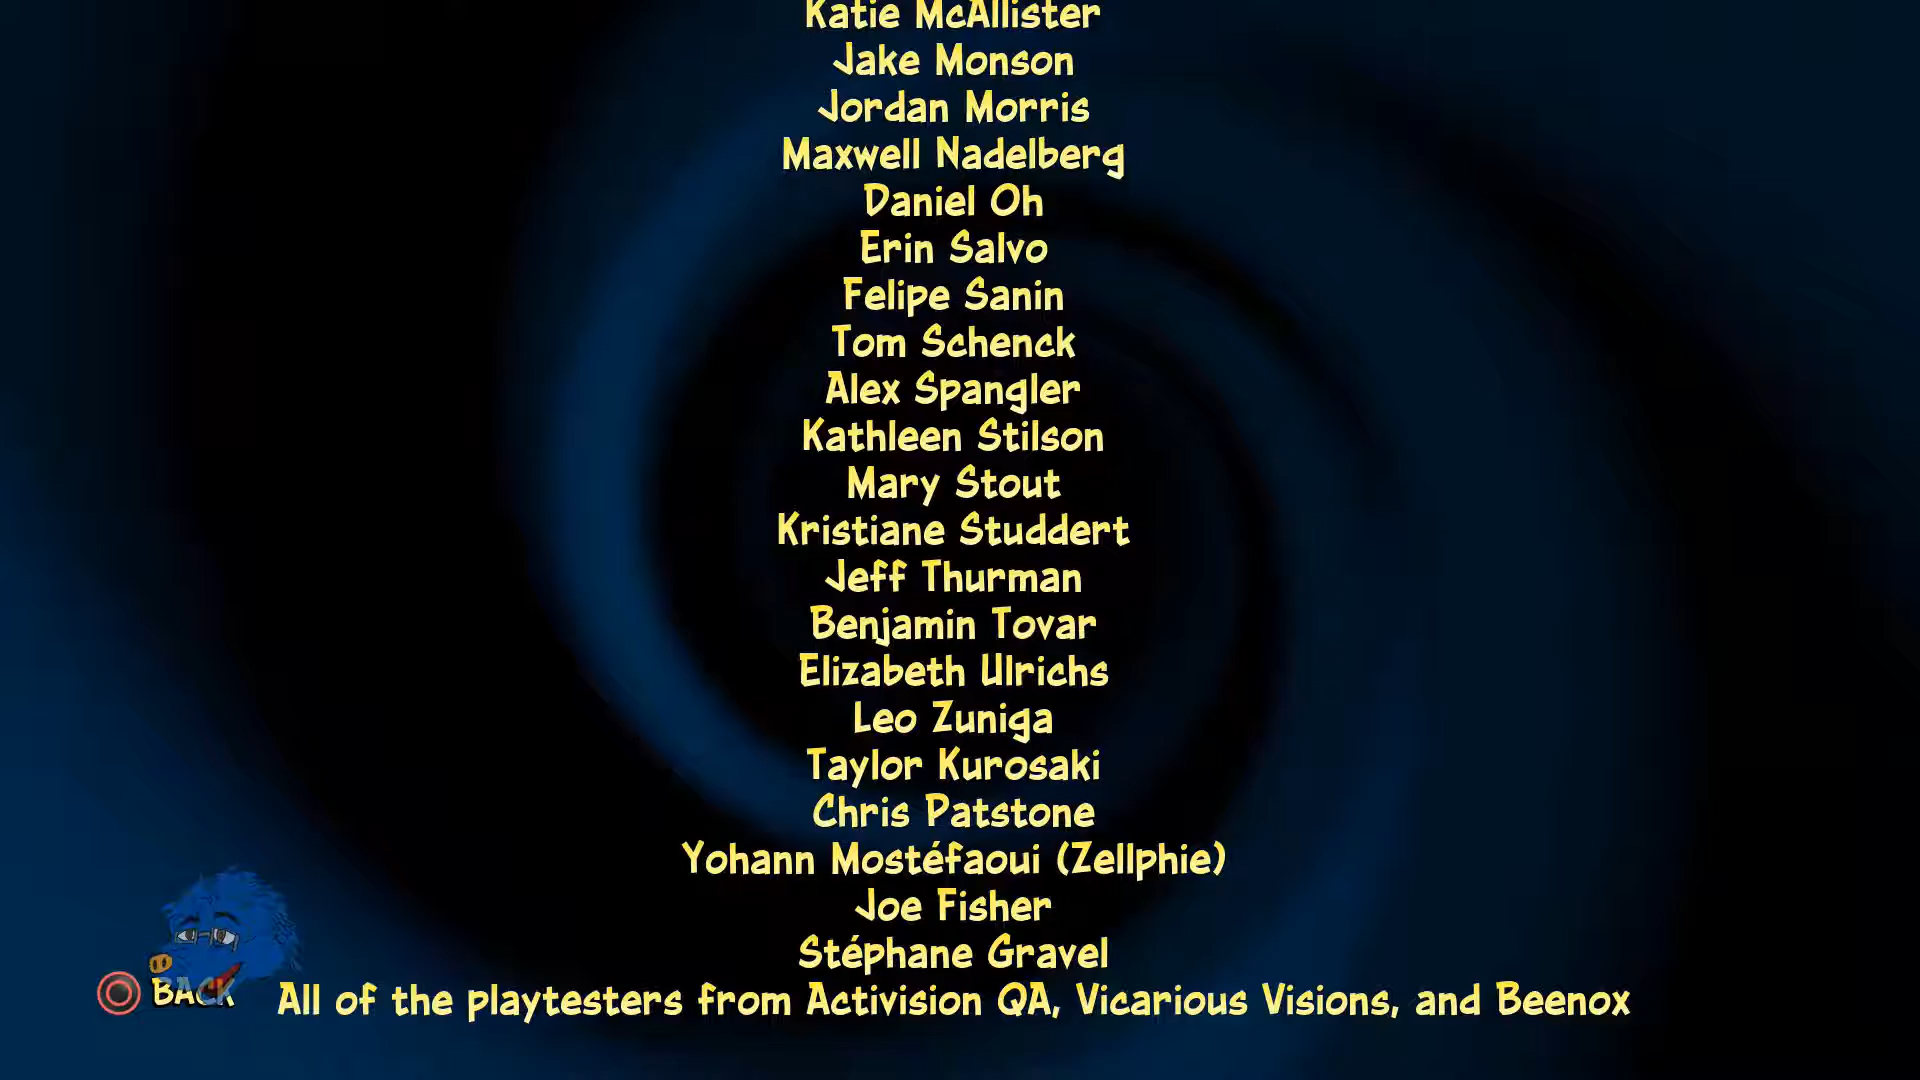 Katie McAllister
Jake Monson
Jordan Morris
Maxwell Nadelberg
Daniel Oh
Erin Salvo
Felipe Sanin
Tom Schenck
Alex Spangler
Kathleen Stilson
Mary Stout
Kristiane Studdert
Jeff Thurman
Benjamin Tovar
Elizabeth Ulrichs
Leo Zuniga
Taylor Kurosaki
Chris Patstone
Yohann Mostéfaoui (Zellphie)
Joe Fisher
Stéphane Gravel
BACK
All of the playtesters from Activision QA, Vicarious Visions, and Beenox